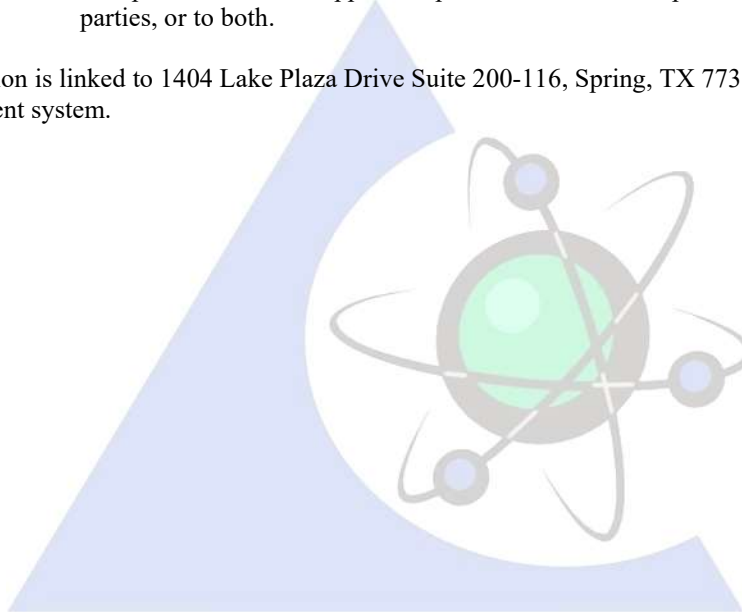 parties, or to both.
ion is linked to 1404 Lake Plaza Drive Suite 200-116, Spring, TX 773
ent system.